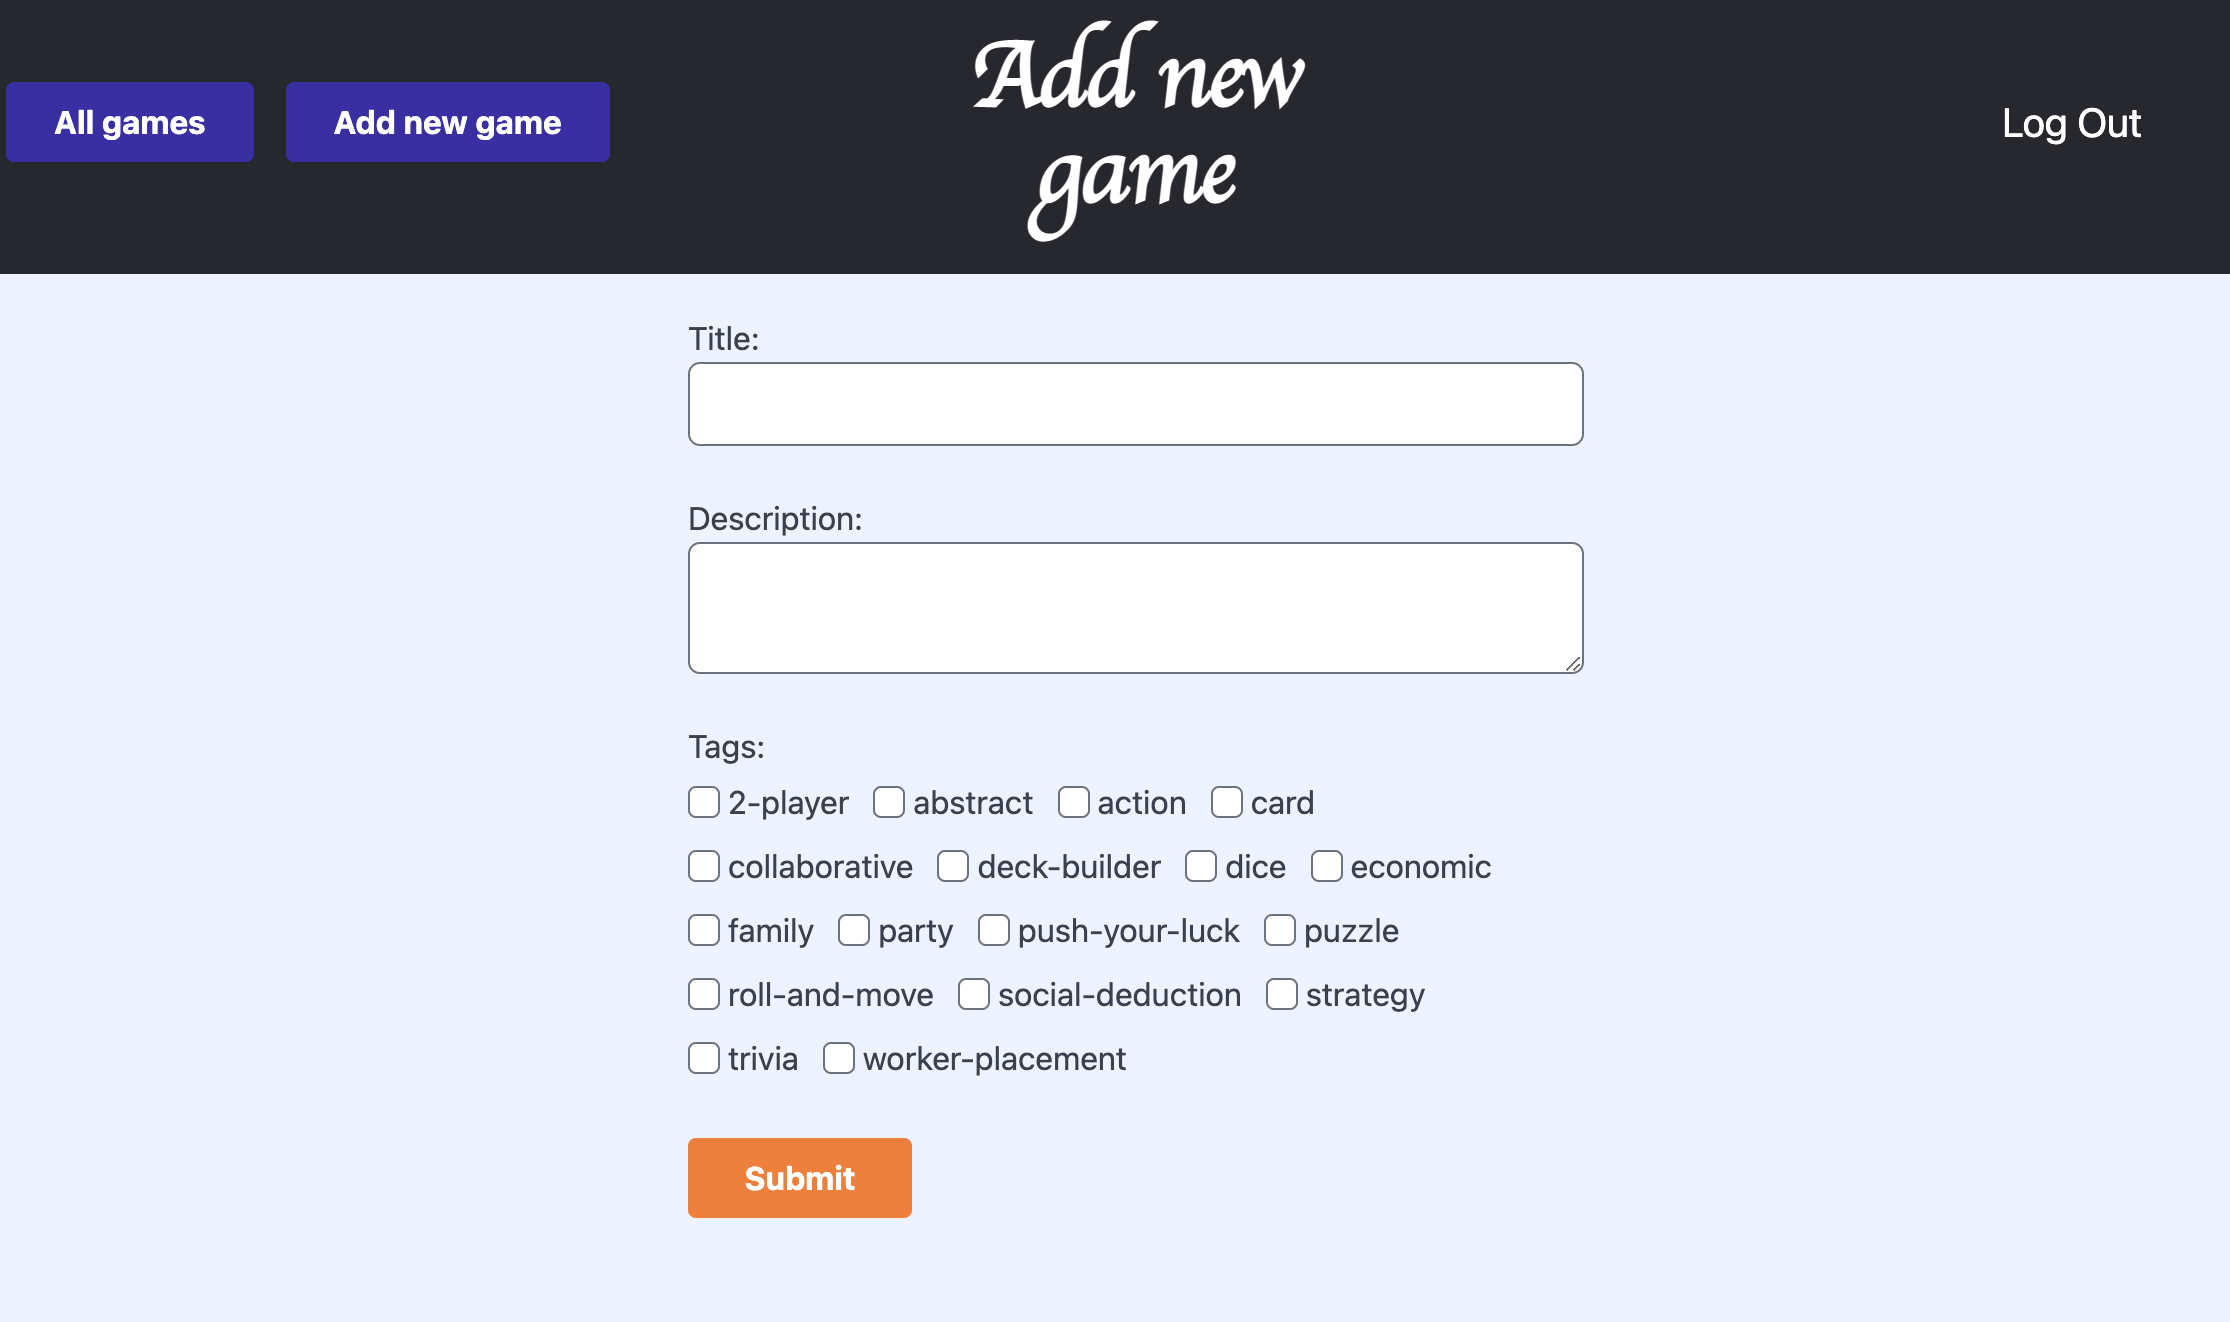 All games
Add new game
Add new
game
Log Out
Title:
Description:
Tags:
2-player abstract action card
collaborative deck-builder dice economic
family party push-your-luck puzzle
roll-and-move social-deduction strategy
trivia worker-placement
Submit